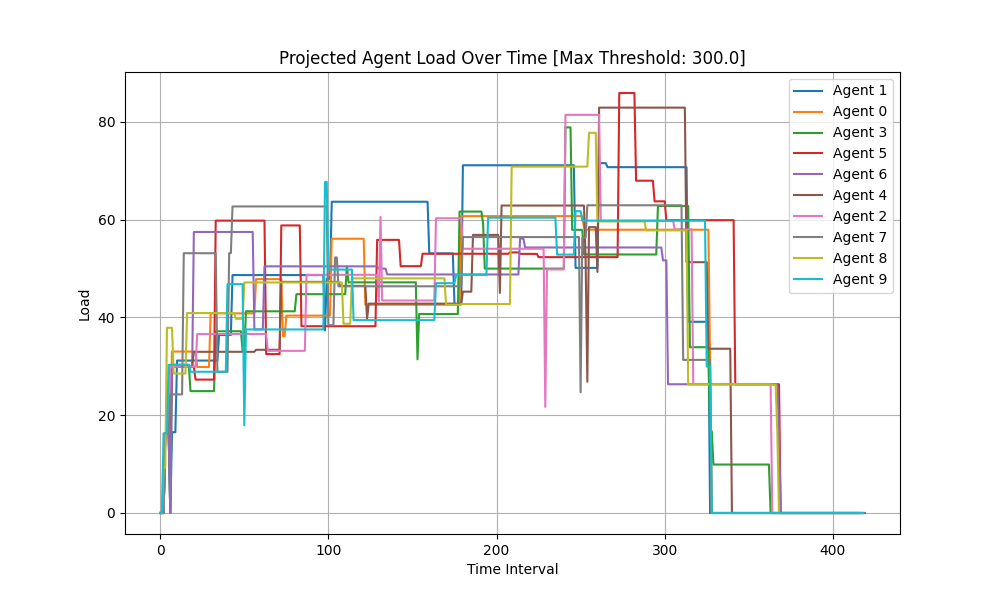 Projected Agent Load Over Time [Max Threshold: 300.0]
Load
80
60
40
20
0
0 100 200 300 400
Time Interval
Agent 1
Agent 0
Agent 3
Agent 5
Agent 6
Agent 4
Agent 2
Agent 7
Agent 8
Agent 9